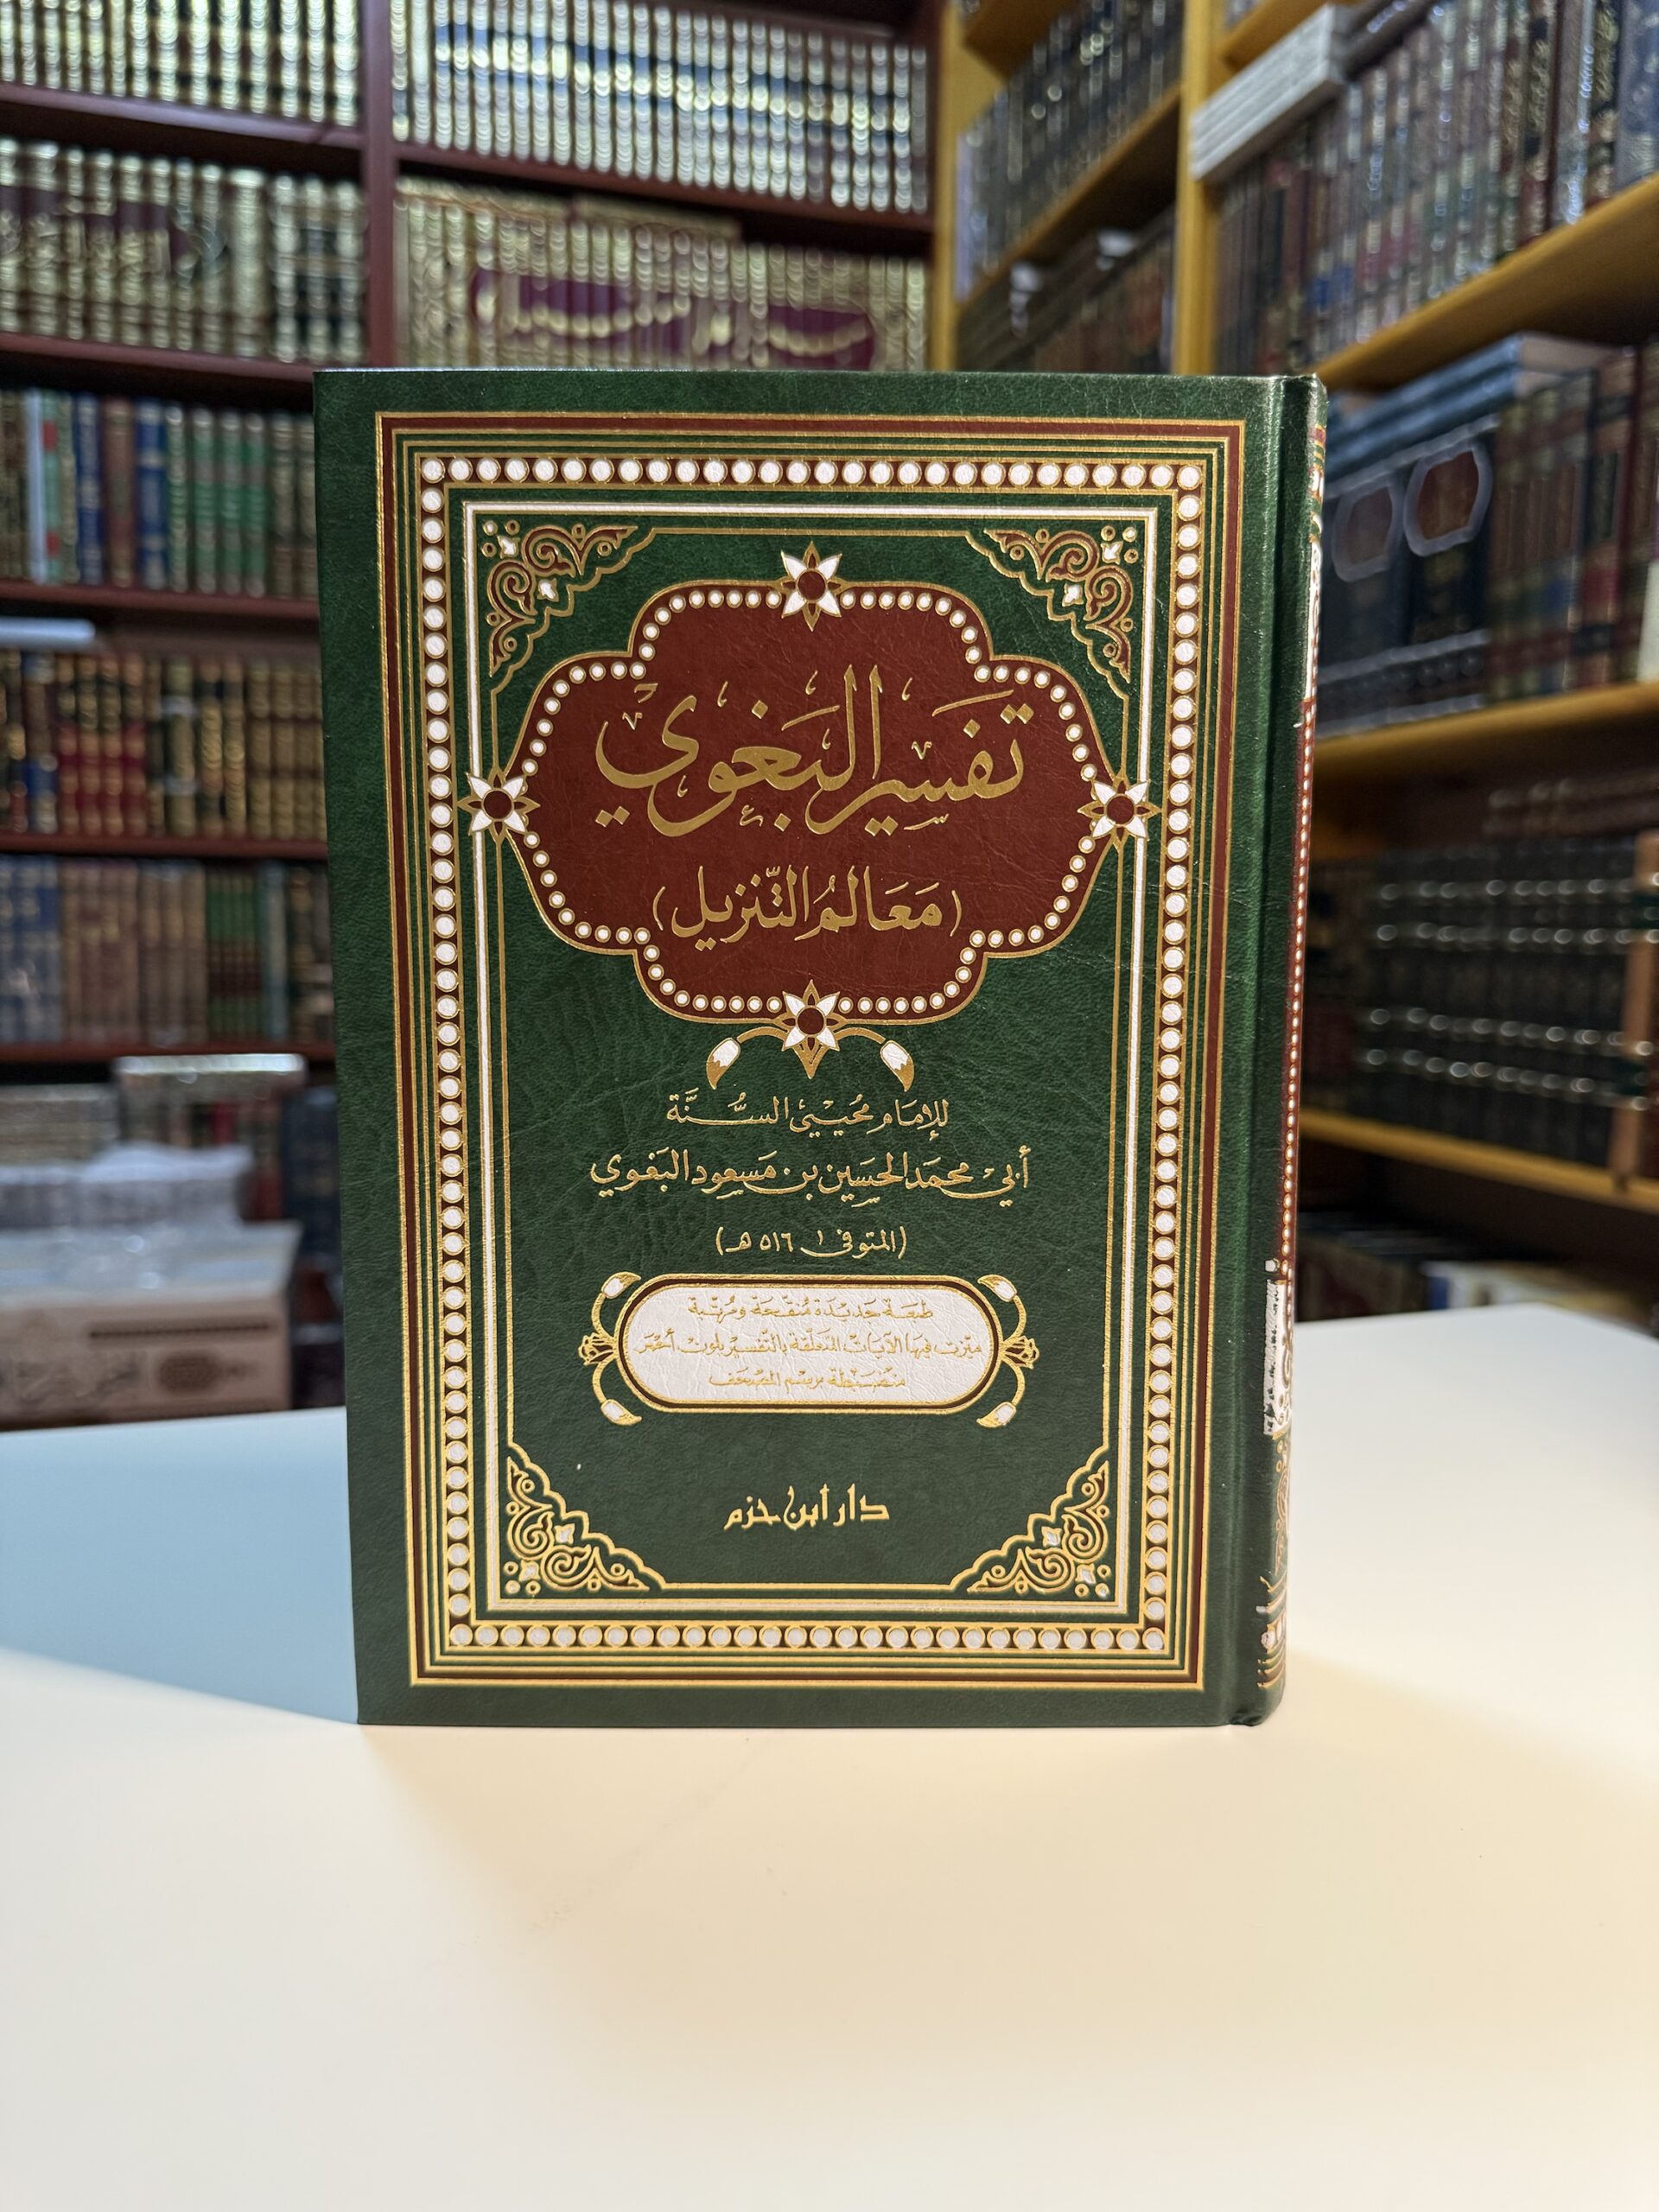 تفسير البغوي
(معالم التنزيل)
للإمام محيي السنة
أبي محمد الحسين بن مسعود البغوي
(المتوفى ٥١٦ هـ)
طبعة جديدة منقحة ومرتبة
ميزت فيها الآيات المتعلقة بالتفسير بلون أحمر
منضبطة برسم المصحف
دار ابن حزم